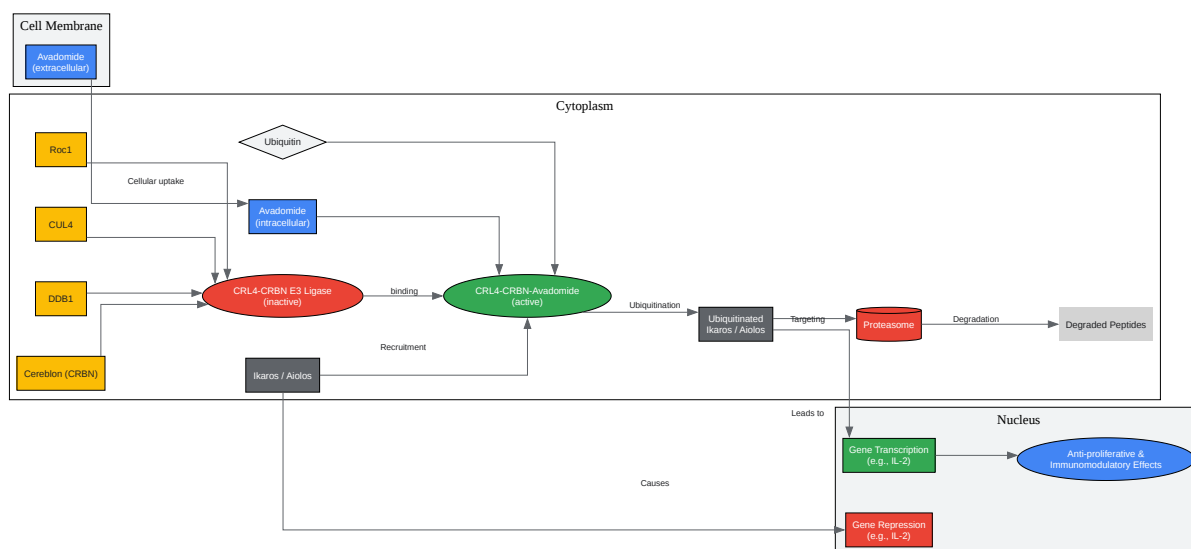 Cell Membrane
Avadomide
(extracellular)
Cytoplasm
Roc1
Ubiquitin
Cellular uptake
CUL4
Avadomide
(intracellular)
DDB1
CRL4-CRBN E3 Ligase
(inactive)
binding
CRL4-CRBN-Avadomide
(active)
Ubiquitination
Ubiquitinated
Ikaros / Aiolos
Targeting
Proteasome
Degradation
Degraded Peptides
Recruitment
Cereblon (CRBN)
Ikaros / Aiolos
Leads to
Nucleus
Gene Transcription
(e.g., IL-2)
Anti-proliferative &
Immunomodulatory Effects
Causes
Gene Repression
(e.g., IL-2)